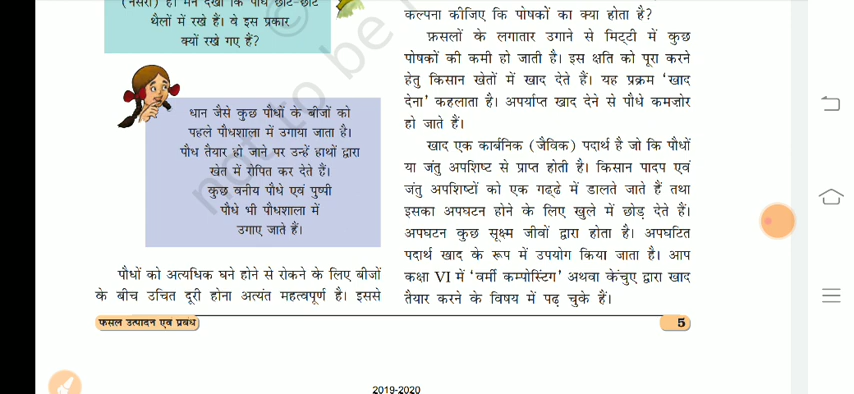 (नर्सरी) है। मैंने देखा कि पौधे छोटे-छोटे
थैलों में रखे हैं। वे इस प्रकार
क्यों रखे गए हैं?
धान जैसे कुछ पौधों के बीजों को
पहले पौधशाला में उगाया जाता है।
पौध तैयार हो जाने पर उन्हें हाथों द्वारा
खेत में रोपित कर देते हैं।
कुछ वनीय पौधे एवं पुष्पी
पौधे भी पौधशाला में
उगाए जाते हैं।
पौधों को अत्यधिक घने होने से रोकने के लिए बीजों
के बीच उचित दूरी होना अत्यंत महत्वपूर्ण है। इससे
कल्पना कीजिए कि पोषकों का क्या होता है?
फ़सलों के लगातार उगाने से मिट्टी में कुछ
पोषकों की कमी हो जाती है। इस क्षति को पूरा करने
हेतु किसान खेतों में खाद देते हैं। यह प्रक्रम ‘खाद
देना’ कहलाता है। अपर्याप्त खाद देने से पौधे कमजोर
हो जाते हैं।
खाद एक कार्बनिक (जैविक) पदार्थ है जो कि पौधों
या जंतु अपशिष्ट से प्राप्त होती है। किसान पादप एवं
जंतु अपशिष्टों को एक गढ्ढे में डालते जाते हैं तथा
इसका अपघटन होने के लिए खुले में छोड़ देते हैं।
अपघटन कुछ सूक्ष्म जीवों द्वारा होता है। अपघटित
पदार्थ खाद के रूप में उपयोग किया जाता है। आप
कक्षा VI में ‘वर्मी कम्पोस्टिंग’ अथवा केंचुए द्वारा खाद
तैयार करने के विषय में पढ़ चुके हैं।
फसल उत्पादन एवं प्रबंध
5
2019-2020
© not to be